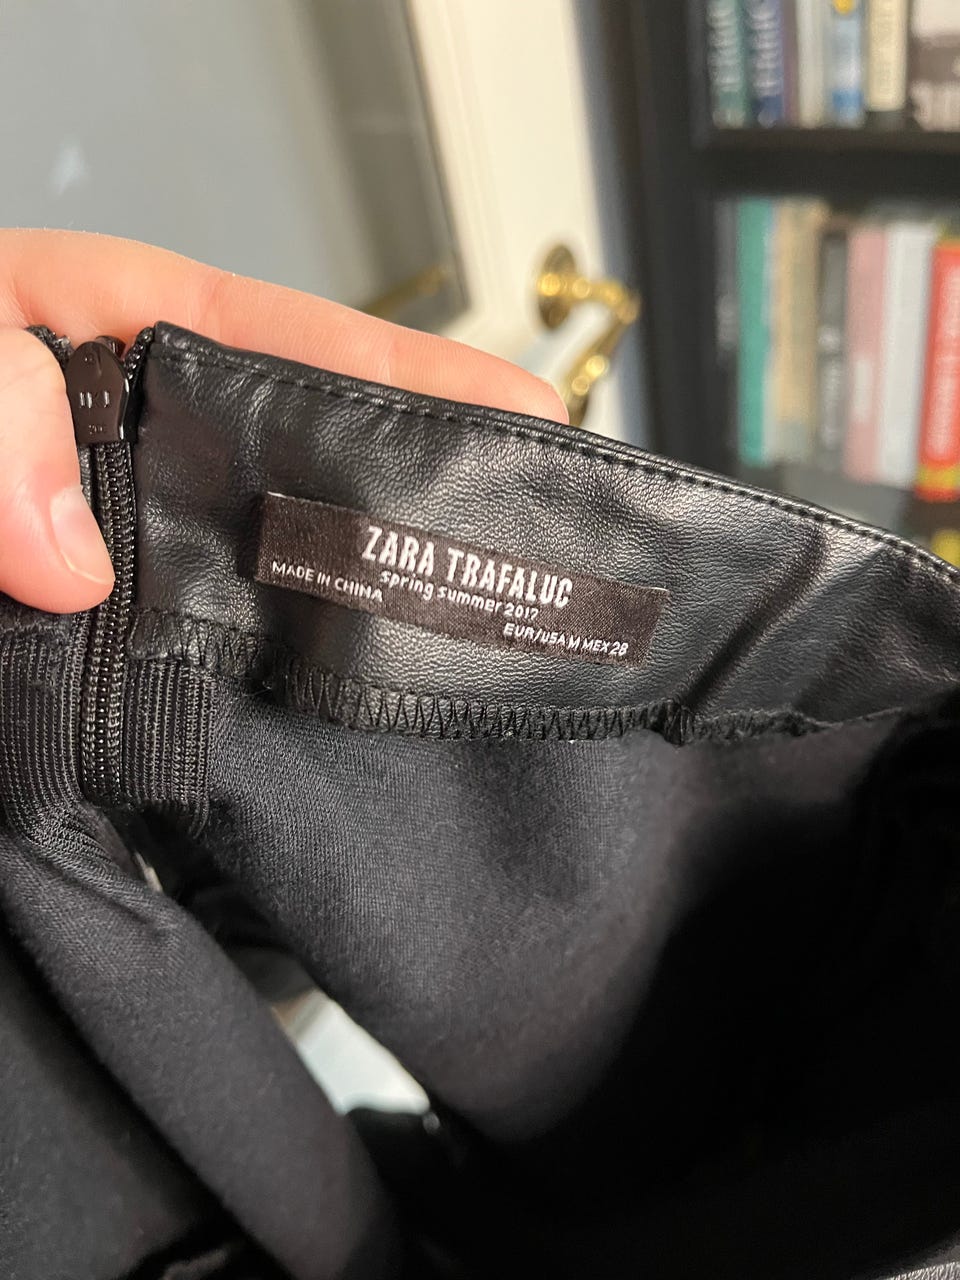 ZARA TRAFALUC
spring summer 2017
MADE IN CHINA
EUR/USA M MEX 28